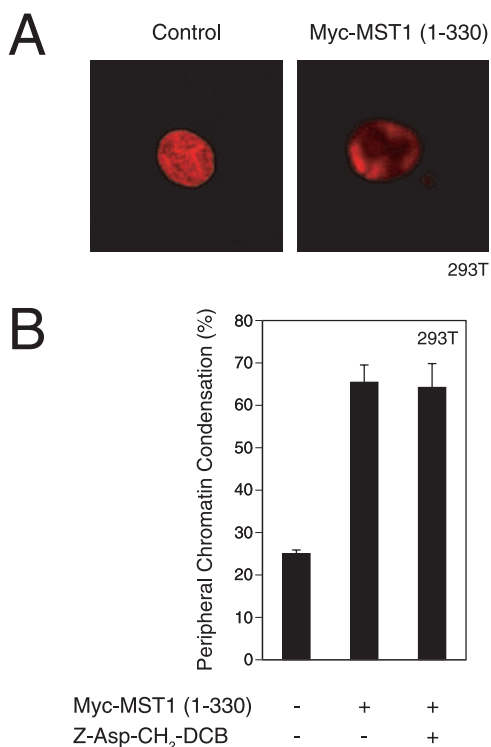 A
Control Myc-MST1 (1-330)
293T
B
293T
Peripheral Chromatin Condensation (%)
80
70
60
50
40
30
20
10
0
Myc-MST1 (1-330) - + +
Z-Asp-CH₂-DCB - - +